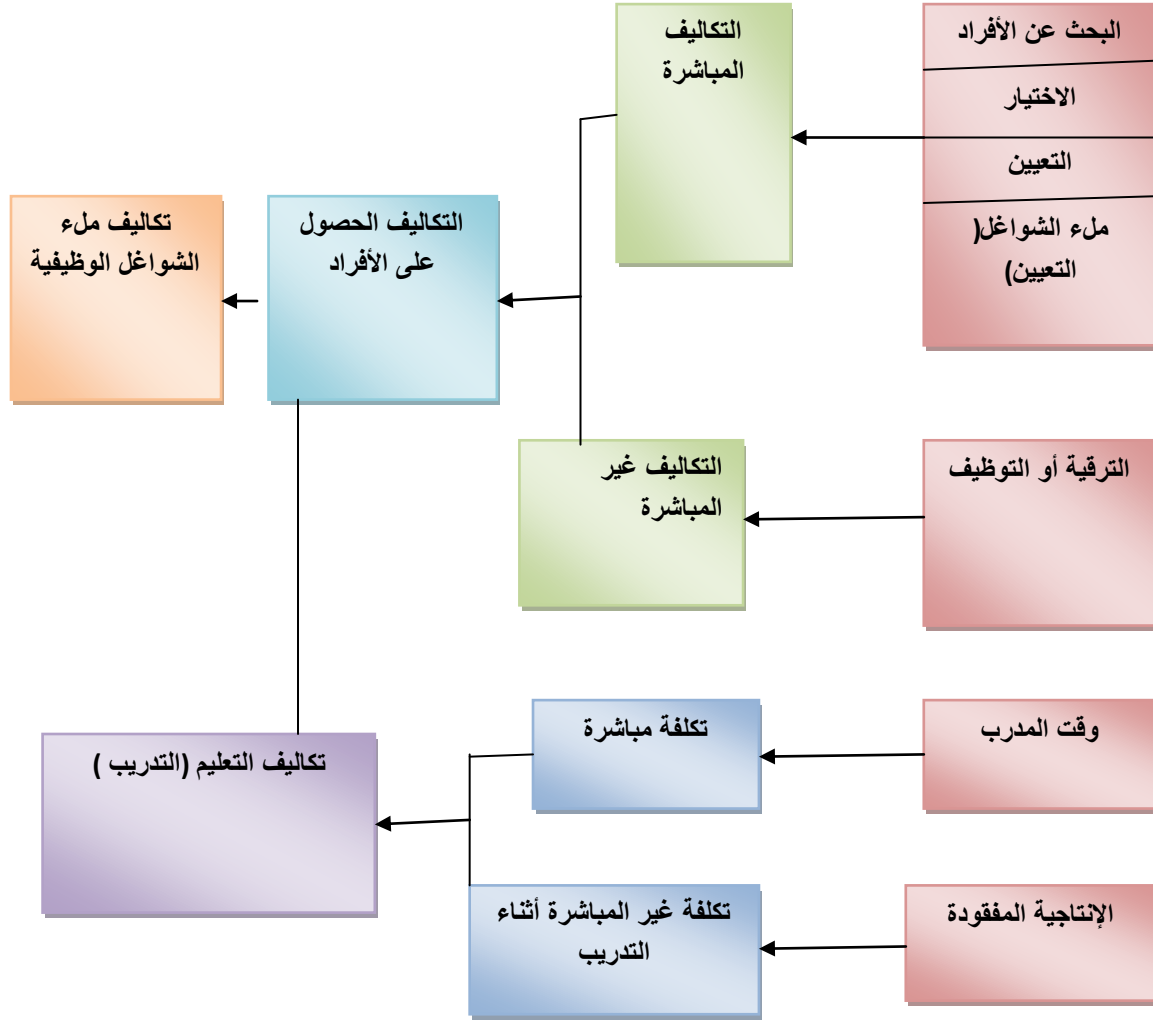 البحث عن الأفراد
الاختيار
التعيين
ملء الشواغل(
التعيين)
التكاليف
المباشرة
التكاليف الحصول
على الأفراد
تكاليف ملء
الشواغل الوظيفية
الترقية أو التوظيف
التكاليف غير
المباشرة
وقت المدرب
تكلفة مباشرة
تكاليف التعليم (التدريب )
الإنتاجية المفقودة
تكلفة غير المباشرة أثناء
التدريب